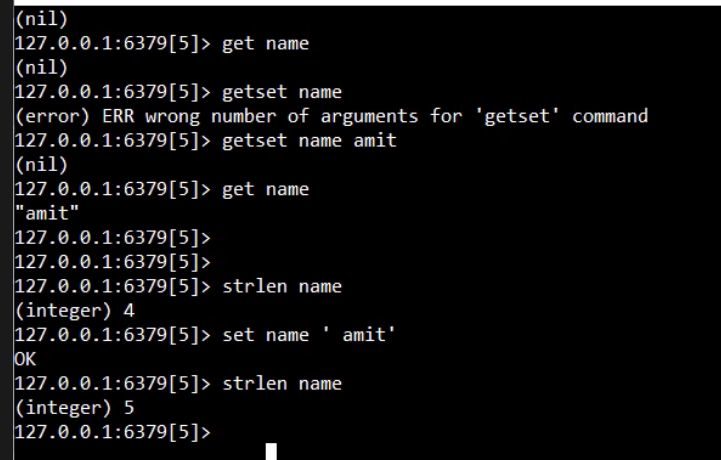 (nil)
127.0.0.1:6379[5]> get name
(nil)
127.0.0.1:6379[5]> getset name
(error) ERR wrong number of arguments for 'getset' command
127.0.0.1:6379[5]> getset name amit
(nil)
127.0.0.1:6379[5]> get name
"amit"
127.0.0.1:6379[5]>
127.0.0.1:6379[5]>
127.0.0.1:6379[5]> strlen name
(integer) 4
127.0.0.1:6379[5]> set name ' amit'
OK
127.0.0.1:6379[5]> strlen name
(integer) 5
127.0.0.1:6379[5]>